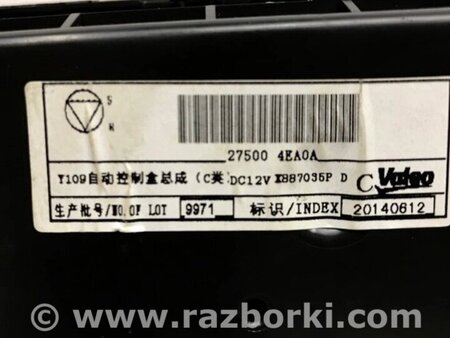 S
27500 4EA0A
Y109自动控制盒总成 (C类) DC12V X887035P D C Valeo
生产批号/NO.OF LOT 9971 标识/INDEX 20140612
© www.razborki.com